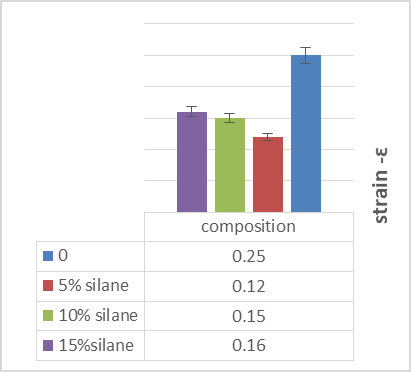 strain -ε
composition
0 0.25
5% silane 0.12
10% silane 0.15
15%silane 0.16